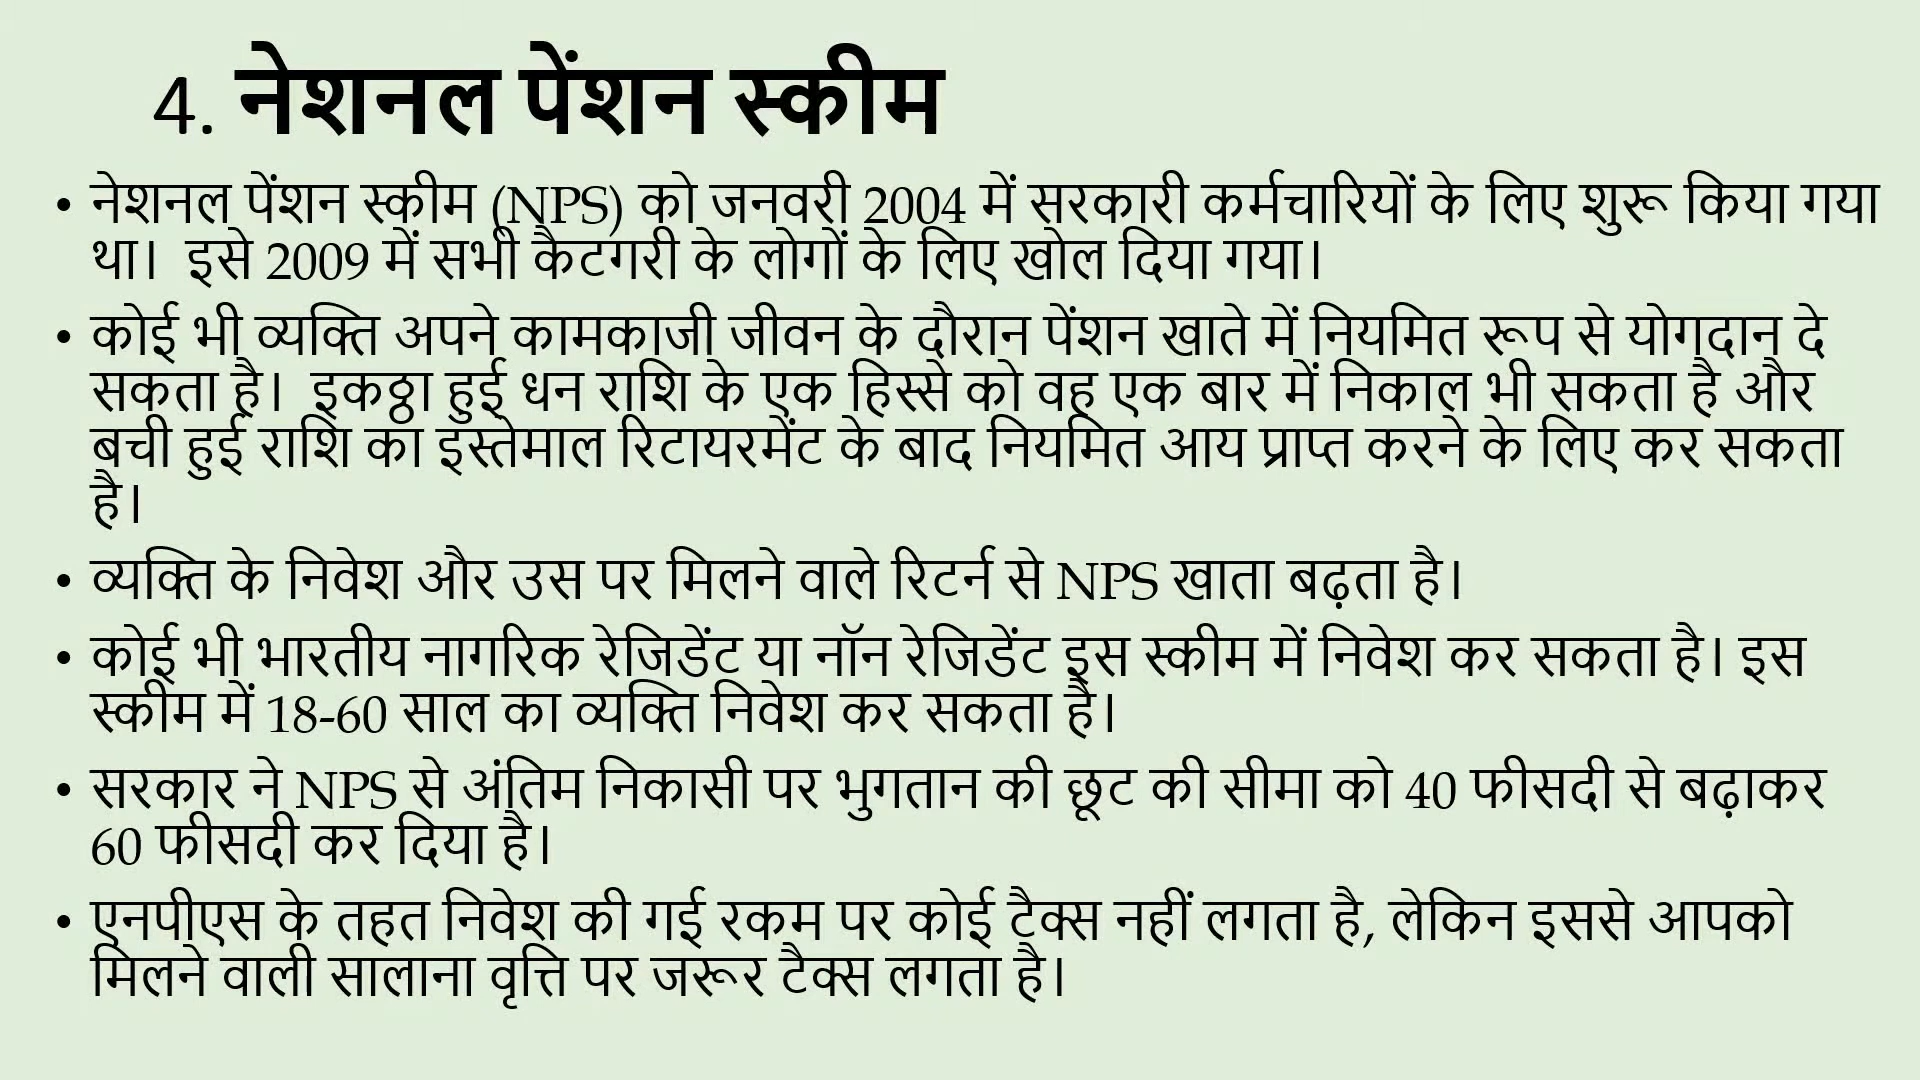 4. नेशनल पेंशन स्कीम
• नेशनल पेंशन स्कीम (NPS) को जनवरी 2004 में सरकारी कर्मचारियों के लिए शुरू किया गया
था।  इसे 2009 में सभी कैटगरी के लोगों के लिए खोल दिया गया।
• कोई भी व्यक्ति अपने कामकाजी जीवन के दौरान पेंशन खाते में नियमित रूप से योगदान दे
सकता है।  इकठ्ठा हुई धन राशि के एक हिस्से को वह एक बार में निकाल भी सकता है और
बची हुई राशि का इस्तेमाल रिटायरमेंट के बाद नियमित आय प्राप्त करने के लिए कर सकता
है।
• व्यक्ति के निवेश और उस पर मिलने वाले रिटर्न से NPS खाता बढ़ता है।
• कोई भी भारतीय नागरिक रेजिडेंट या नॉन रेजिडेंट इस स्कीम में निवेश कर सकता है। इस
स्कीम में 18-60 साल का व्यक्ति निवेश कर सकता है।
• सरकार ने NPS से अंतिम निकासी पर भुगतान की छूट की सीमा को 40 फीसदी से बढ़ाकर
60 फीसदी कर दिया है।
• एनपीएस के तहत निवेश की गई रकम पर कोई टैक्स नहीं लगता है, लेकिन इससे आपको
मिलने वाली सालाना वृत्ति पर जरूर टैक्स लगता है।